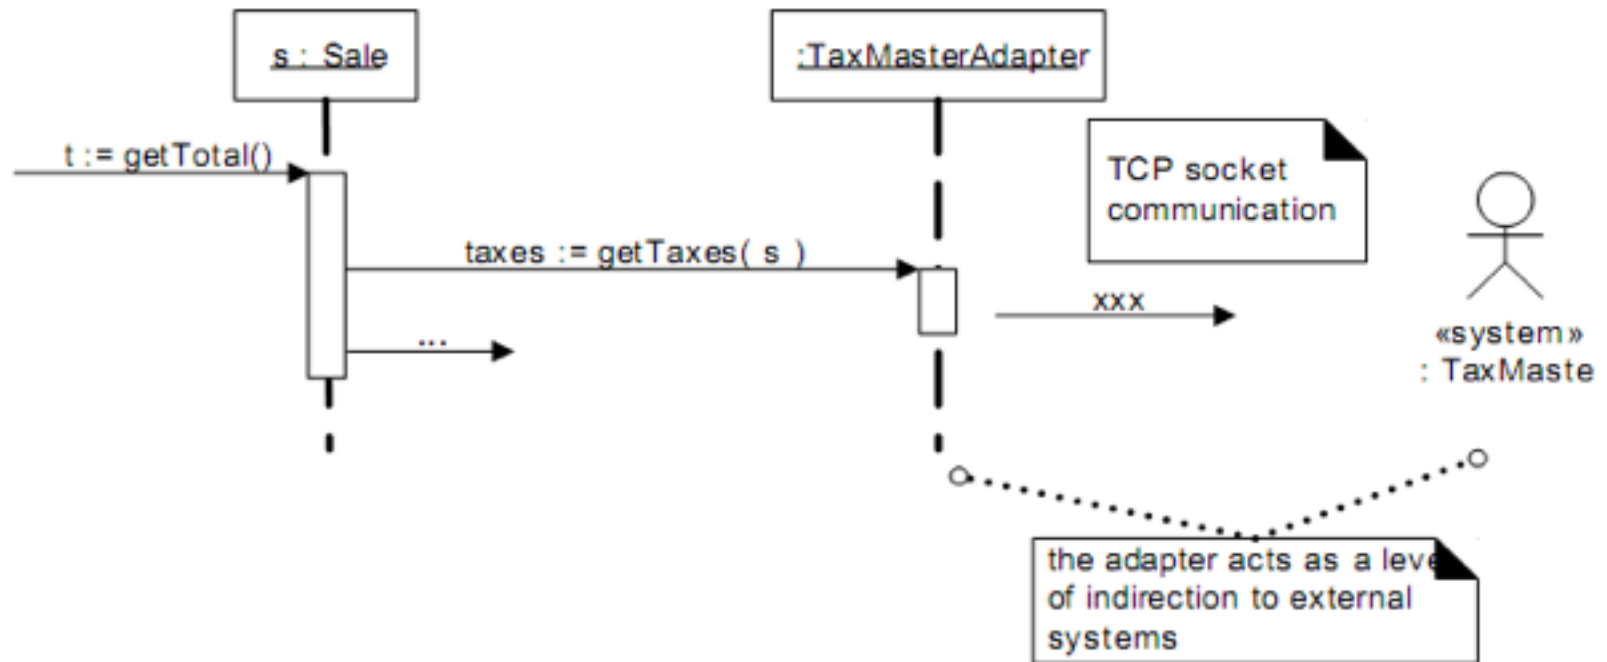 s : Sale
:TaxMasterAdapter
t := getTotal()
TCP socket
communication
taxes := getTaxes( s )
xxx
...
«system»
: TaxMaste
the adapter acts as a leve
of indirection to external
systems